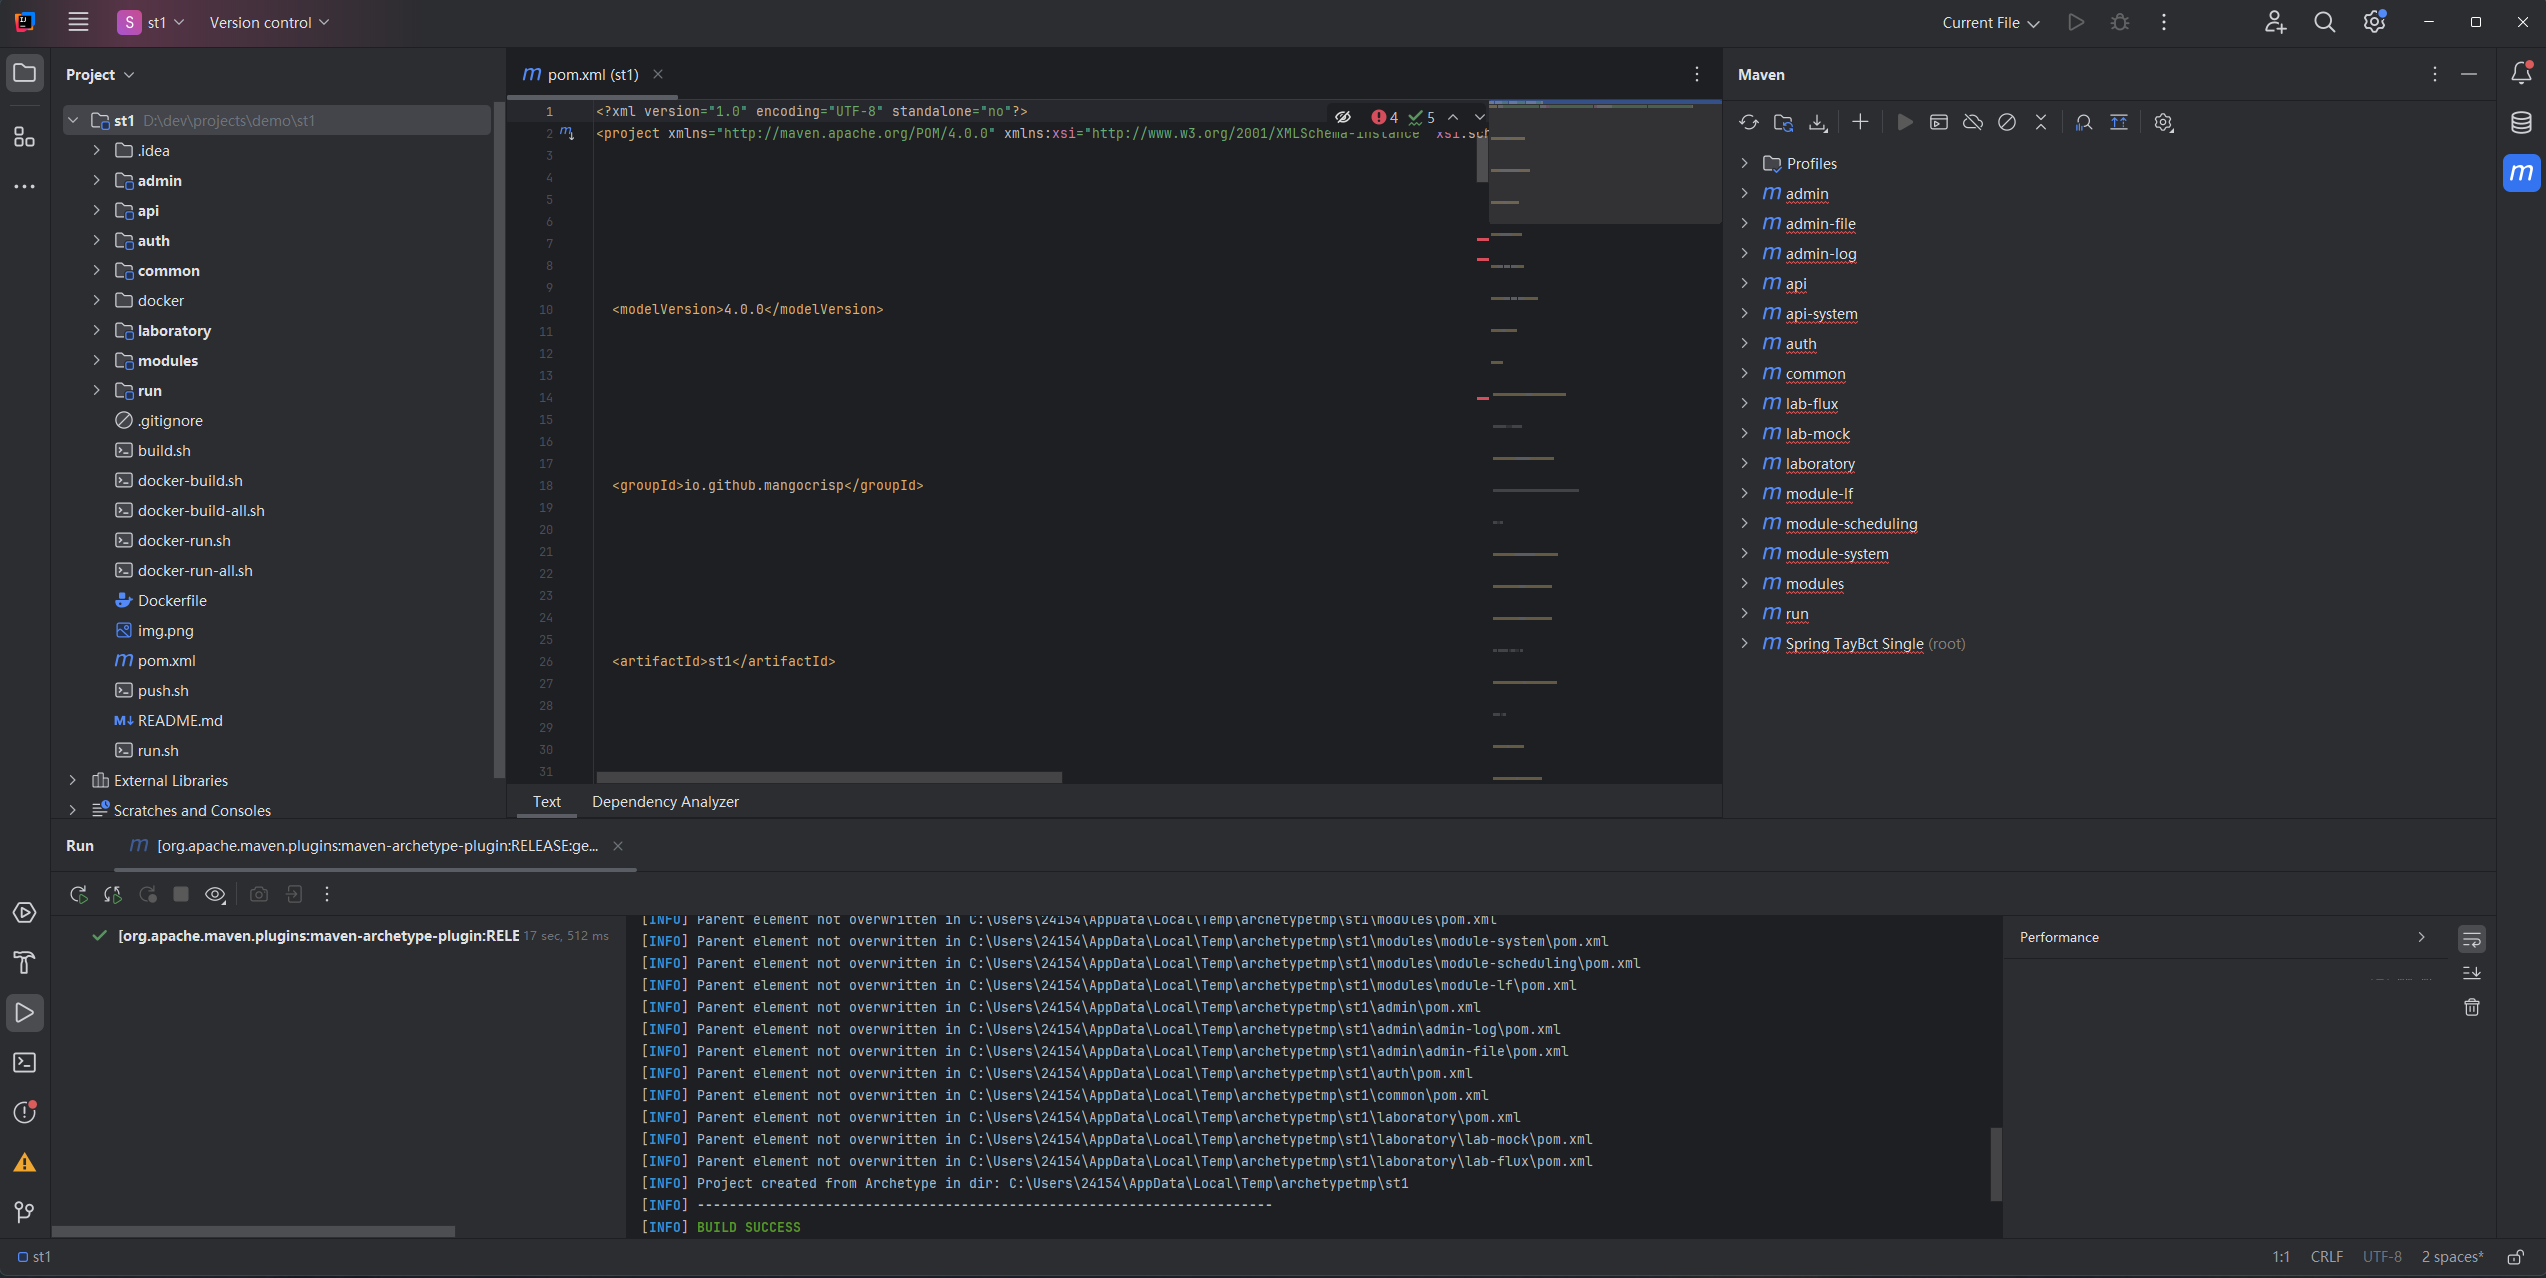 S st1 Version control Current File
Project
st1 D:\dev\projects\demo\st1
.idea
admin
api
auth
common
docker
laboratory
modules
run
.gitignore
build.sh
docker-build.sh
docker-build-all.sh
docker-run.sh
docker-run-all.sh
Dockerfile
img.png
m pom.xml
push.sh
M↓ README.md
run.sh
External Libraries
Scratches and Consoles
m pom.xml (st1)
4 5
1 <?xml version="1.0" encoding="UTF-8" standalone="no"?>
2 <project xmlns="http://maven.apache.org/POM/4.0.0" xmlns:xsi="http://www.w3.org/2001/XMLSchema-instance" xsi:sch
3
4
5
6
7
8
9
10 <modelVersion>4.0.0</modelVersion>
11
12
13
14
15
16
17
18 <groupId>io.github.mangocrisp</groupId>
19
20
21
22
23
24
25
26 <artifactId>st1</artifactId>
27
28
29
30
31
Text Dependency Analyzer
Maven
Profiles
m admin
m admin-file
m admin-log
m api
m api-system
m auth
m common
m lab-flux
m lab-mock
m laboratory
m module-lf
m module-scheduling
m module-system
m modules
m run
m Spring TayBct Single (root)
m
Run m [org.apache.maven.plugins:maven-archetype-plugin:RELEASE:ge...
[org.apache.maven.plugins:maven-archetype-plugin:RELE 17 sec, 512 ms
[INFO] Parent element not overwritten in C:\Users\24154\AppData\Local\Temp\archetypetmp\st1\modules\pom.xml
[INFO] Parent element not overwritten in C:\Users\24154\AppData\Local\Temp\archetypetmp\st1\modules\module-system\pom.xml
[INFO] Parent element not overwritten in C:\Users\24154\AppData\Local\Temp\archetypetmp\st1\modules\module-scheduling\pom.xml
[INFO] Parent element not overwritten in C:\Users\24154\AppData\Local\Temp\archetypetmp\st1\modules\module-lf\pom.xml
[INFO] Parent element not overwritten in C:\Users\24154\AppData\Local\Temp\archetypetmp\st1\admin\pom.xml
[INFO] Parent element not overwritten in C:\Users\24154\AppData\Local\Temp\archetypetmp\st1\admin\admin-log\pom.xml
[INFO] Parent element not overwritten in C:\Users\24154\AppData\Local\Temp\archetypetmp\st1\admin\admin-file\pom.xml
[INFO] Parent element not overwritten in C:\Users\24154\AppData\Local\Temp\archetypetmp\st1\auth\pom.xml
[INFO] Parent element not overwritten in C:\Users\24154\AppData\Local\Temp\archetypetmp\st1\common\pom.xml
[INFO] Parent element not overwritten in C:\Users\24154\AppData\Local\Temp\archetypetmp\st1\laboratory\pom.xml
[INFO] Parent element not overwritten in C:\Users\24154\AppData\Local\Temp\archetypetmp\st1\laboratory\lab-mock\pom.xml
[INFO] Parent element not overwritten in C:\Users\24154\AppData\Local\Temp\archetypetmp\st1\laboratory\lab-flux\pom.xml
[INFO] Project created from Archetype in dir: C:\Users\24154\AppData\Local\Temp\archetypetmp\st1
[INFO] ------------------------------------------------------------------------
[INFO] BUILD SUCCESS
Performance
st1 1:1 CRLF UTF-8 2 spaces*